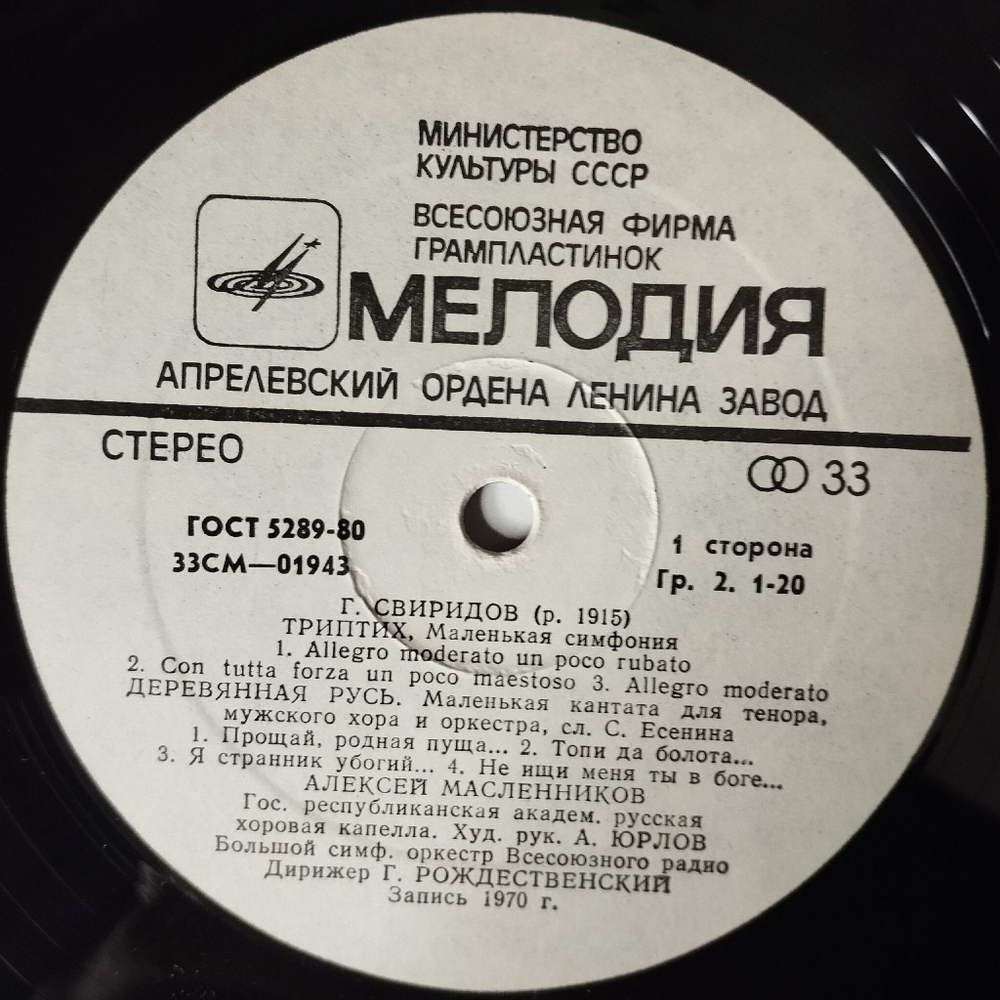 МИНИСТЕРСТВО
КУЛЬТУРЫ СССР
ВСЕСОЮЗНАЯ ФИРМА
ГРАМПЛАСТИНОК
МЕЛОДИЯ
АПРЕЛЕВСКИЙ ОРДЕНА ЛЕНИНА ЗАВОД
СТЕРЕО
33
ГОСТ 5289-80
33СМ—01943
1 сторона
Гр. 2. 1-20
Г. СВИРИДОВ (р. 1915)
ТРИПТИХ, Маленькая симфония
1. Allegro moderato un poco rubato
2. Con tutta forza un poco maestoso 3. Allegro moderato
ДЕРЕВЯННАЯ РУСЬ. Маленькая кантата для тенора,
мужского хора и оркестра, сл. С. Есенина
1. Прощай, родная пуща... 2. Топи да болота...
3. Я странник убогий... 4. Не ищи меня ты в боге...
АЛЕКСЕЙ МАСЛЕННИКОВ
Гос. республиканская академ. русская
хоровая капелла. Худ. рук. А. ЮРЛОВ
Большой симф. оркестр Всесоюзного радио
Дирижер Г. РОЖДЕСТВЕНСКИЙ
Запись 1970 г.